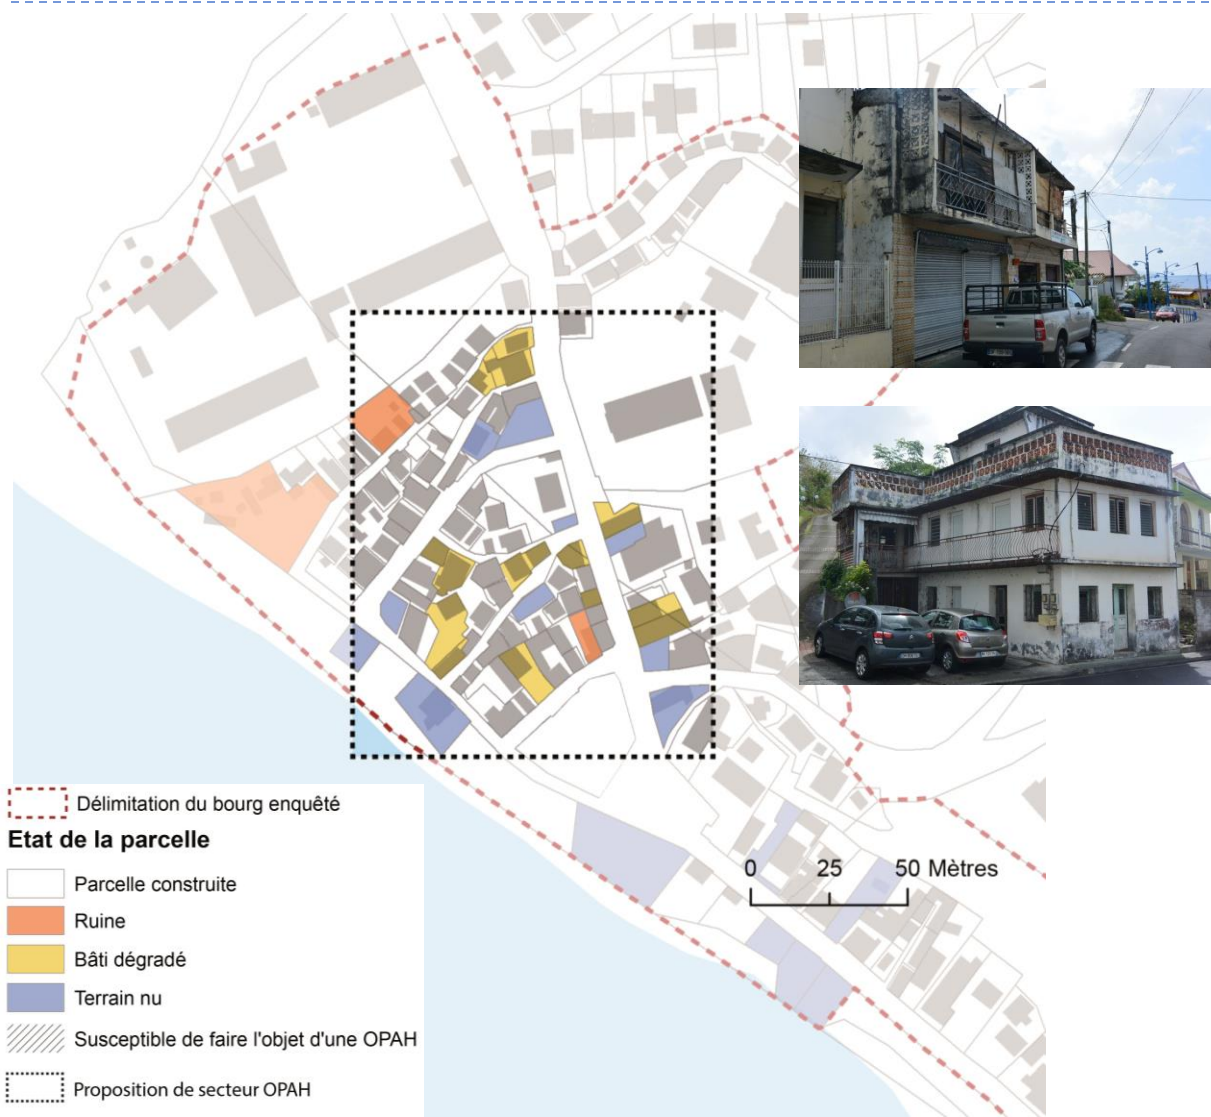 0 25 50 Mètres
Délimitation du bourg enquêté
Etat de la parcelle
Parcelle construite
Ruine
Bâti dégradé
Terrain nu
Susceptible de faire l'objet d'une OPAH
Proposition de secteur OPAH